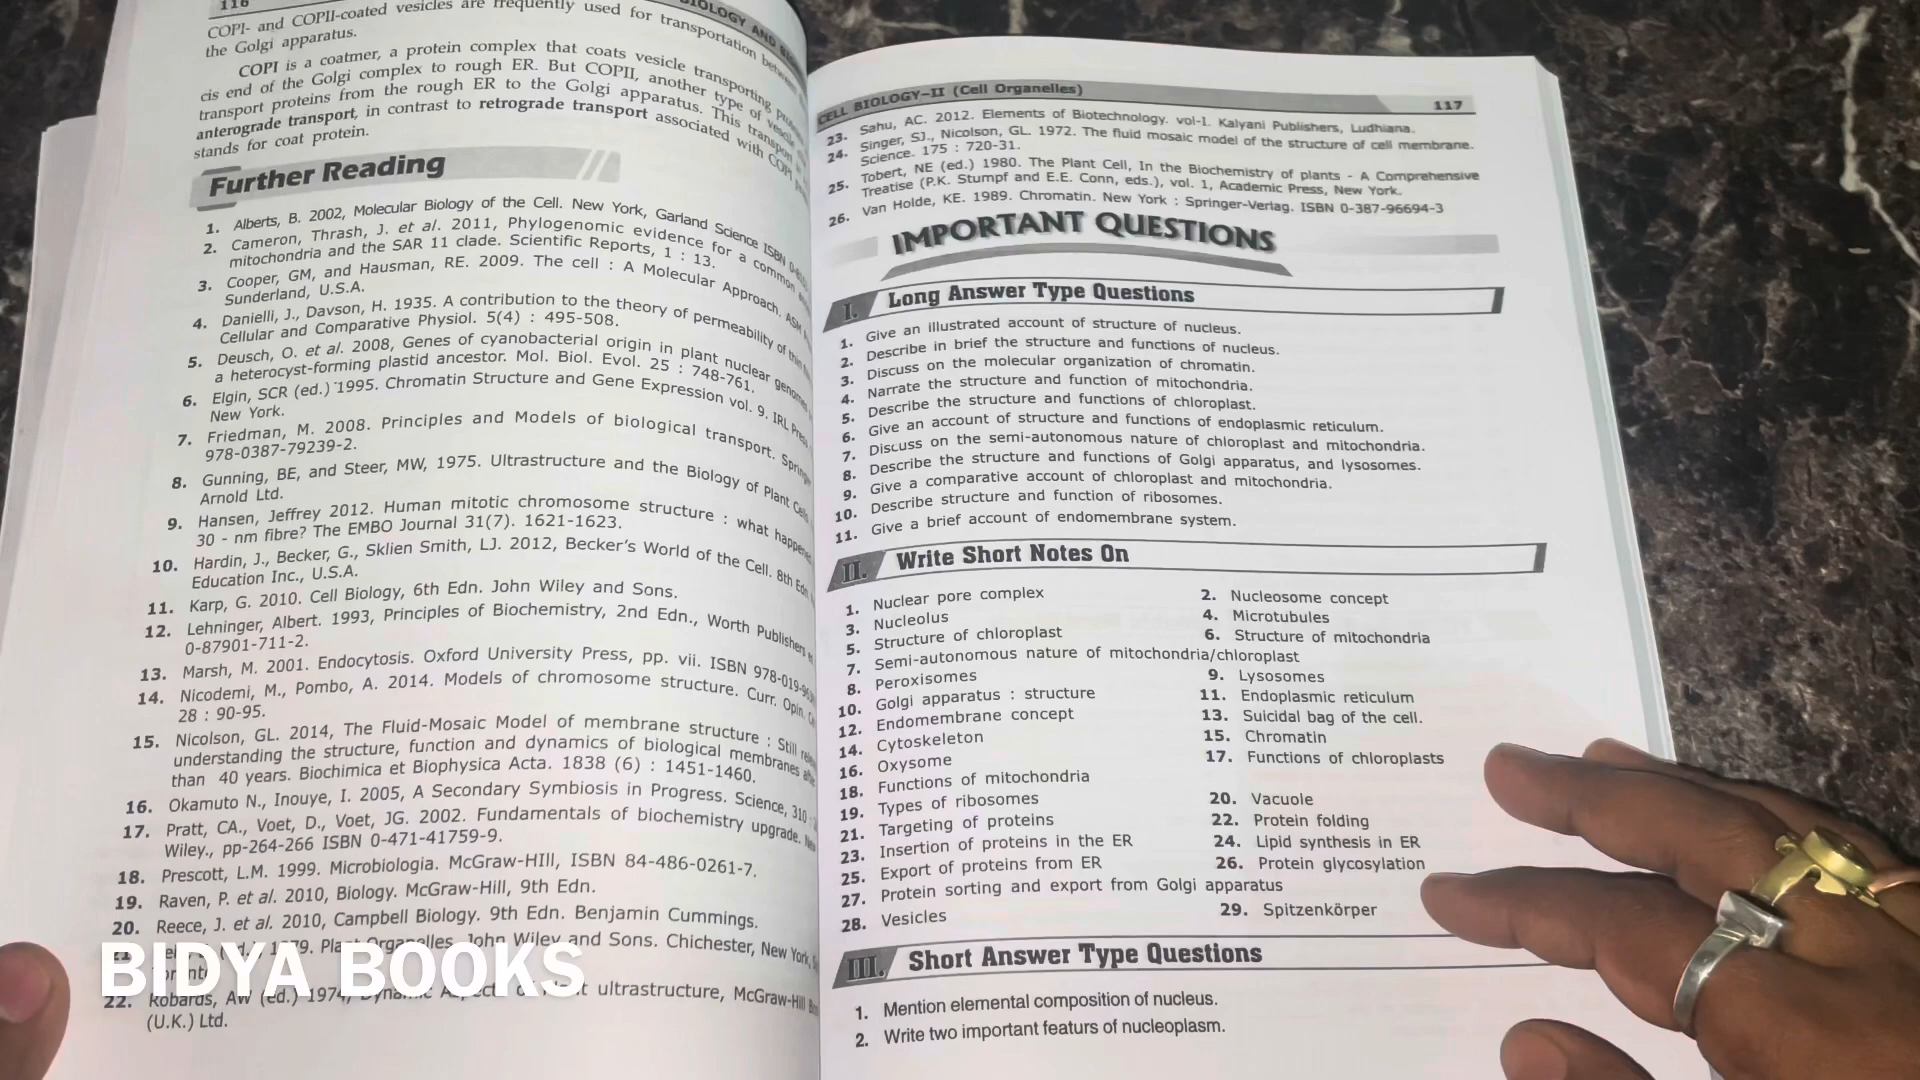 116
BIOLOGY AND
COPI- and COPII-coated vesicles are frequently used for transportation between
the Golgi apparatus.
COPI is a coatmer, a protein complex that coats vesicle transporting
cis end of the Golgi complex to rough ER. But COPII, another type of
transport proteins from the rough ER to the Golgi apparatus. This transport
anterograde transport, in contrast to retrograde transport associated with COPI
stands for coat protein.
Further Reading
1. Alberts, B. 2002, Molecular Biology of the Cell. New York, Garland Science ISBN
2. Cameron, Thrash, J. et al. 2011, Phylogenomic evidence for a common
mitochondria and the SAR 11 clade. Scientific Reports, 1 : 13.
3. Cooper, GM, and Hausman, RE. 2009. The cell : A Molecular Approach.
Sunderland, U.S.A.
4. Danielli, J., Davson, H. 1935. A contribution to the theory of permeability of
Cellular and Comparative Physiol. 5(4) : 495-508.
5. Deusch, O. et al. 2008, Genes of cyanobacterial origin in plant nuclear
a heterocyst-forming plastid ancestor. Mol. Biol. Evol. 25 : 748-761.
6. Elgin, SCR (ed.) 1995. Chromatin Structure and Gene Expression vol. 9. IRL
New York.
7. Friedman, M. 2008. Principles and Models of biological transport.
978-0387-79239-2.
8. Gunning, BE, and Steer, MW, 1975. Ultrastructure and the Biology of Plant
Arnold Ltd.
9. Hansen, Jeffrey 2012. Human mitotic chromosome structure : what
30 - nm fibre? The EMBO Journal 31(7). 1621-1623.
10. Hardin, J., Becker, G., Sklien Smith, LJ. 2012, Becker's World of the Cell. 8th
Education Inc., U.S.A.
11. Karp, G. 2010. Cell Biology, 6th Edn. John Wiley and Sons.
12. Lehninger, Albert. 1993, Principles of Biochemistry, 2nd Edn., Worth Publishers
0-87901-711-2.
13. Marsh, M. 2001. Endocytosis. Oxford University Press, pp. vii. ISBN
14. Nicodemi, M., Pombo, A. 2014. Models of chromosome structure. Curr. Opin.
28 : 90-95.
15. Nicolson, GL. 2014, The Fluid-Mosaic Model of membrane structure : Still
understanding the structure, function and dynamics of biological membranes
than 40 years. Biochimica et Biophysica Acta. 1838 (6) : 1451-1460.
16. Okamuto N., Inouye, I. 2005, A Secondary Symbiosis in Progress. Science, 310
17. Pratt, CA., Voet, D., Voet, JG. 2002. Fundamentals of biochemistry upgrade.
Wiley., pp-264-266 ISBN 0-471-41759-9.
18. Prescott, L.M. 1999. Microbiologia. McGraw-HIll, ISBN 84-486-0261-7.
19. Raven, P. et al. 2010, Biology. McGraw-Hill, 9th Edn.
20. Reece, J. et al. 2010, Campbell Biology. 9th Edn. Benjamin Cummings.
21. Organelles. John Wiley and Sons. Chichester, New York,
22. Robards, AW (ed.) 1974, ultrastructure, McGraw-Hill
(U.K.) Ltd.
BIDYA BOOKS
CELL BIOLOGY–II (Cell Organelles) 117
23. Sahu, AC. 2012. Elements of Biotechnology. vol-I. Kalyani Publishers, Ludhiana.
24. Singer, SJ., Nicolson, GL. 1972. The fluid mosaic model of the structure of cell membrane.
Science. 175 : 720-31.
25. Tobert, NE (ed.) 1980. The Plant Cell, In the Biochemistry of plants - A Comprehensive
Treatise (P.K. Stumpf and E.E. Conn, eds.), vol. 1, Academic Press, New York.
26. Van Holde, KE. 1989. Chromatin. New York : Springer-Verlag. ISBN 0-387-96694-3
IMPORTANT QUESTIONS
I. Long Answer Type Questions
1. Give an illustrated account of structure of nucleus.
2. Describe in brief the structure and functions of nucleus.
3. Discuss on the molecular organization of chromatin.
4. Narrate the structure and function of mitochondria.
5. Describe the structure and functions of chloroplast.
6. Give an account of structure and functions of endoplasmic reticulum.
7. Discuss on the semi-autonomous nature of chloroplast and mitochondria.
8. Describe the structure and functions of Golgi apparatus, and lysosomes.
9. Give a comparative account of chloroplast and mitochondria.
10. Describe structure and function of ribosomes.
11. Give a brief account of endomembrane system.
II. Write Short Notes On
1. Nuclear pore complex 2. Nucleosome concept
3. Nucleolus 4. Microtubules
5. Structure of chloroplast 6. Structure of mitochondria
7. Semi-autonomous nature of mitochondria/chloroplast
8. Peroxisomes 9. Lysosomes
10. Golgi apparatus : structure 11. Endoplasmic reticulum
12. Endomembrane concept 13. Suicidal bag of the cell.
14. Cytoskeleton 15. Chromatin
16. Oxysome 17. Functions of chloroplasts
18. Functions of mitochondria
19. Types of ribosomes 20. Vacuole
21. Targeting of proteins 22. Protein folding
23. Insertion of proteins in the ER 24. Lipid synthesis in ER
25. Export of proteins from ER 26. Protein glycosylation
27. Protein sorting and export from Golgi apparatus
28. Vesicles 29. Spitzenkörper
III. Short Answer Type Questions
1. Mention elemental composition of nucleus.
2. Write two important featurs of nucleoplasm.